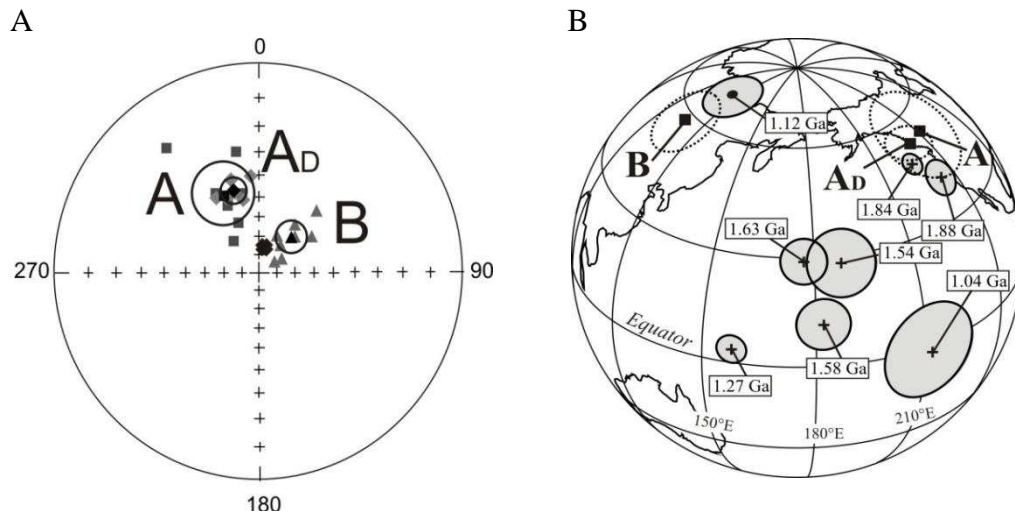 A
B
0
A
AD
B
270
90
180
1.12 Ga
B
A
AD
1.84 Ga
1.88 Ga
1.63 Ga
1.54 Ga
1.04 Ga
Equator
1.58 Ga
1.27 Ga
150°E
180°E
210°E